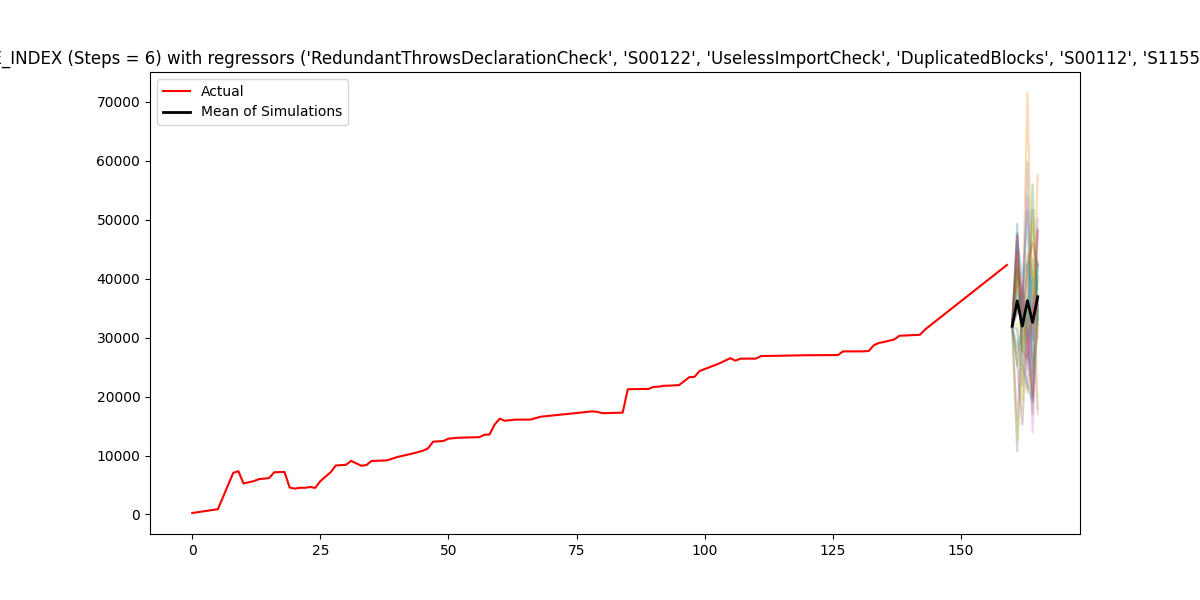 _INDEX (Steps = 6) with regressors ('RedundantThrowsDeclarationCheck', 'S00122', 'UselessImportCheck', 'DuplicatedBlocks', 'S00112', 'S1155
Actual
Mean of Simulations
70000
60000
50000
40000
30000
20000
10000
0
0 25 50 75 100 125 150